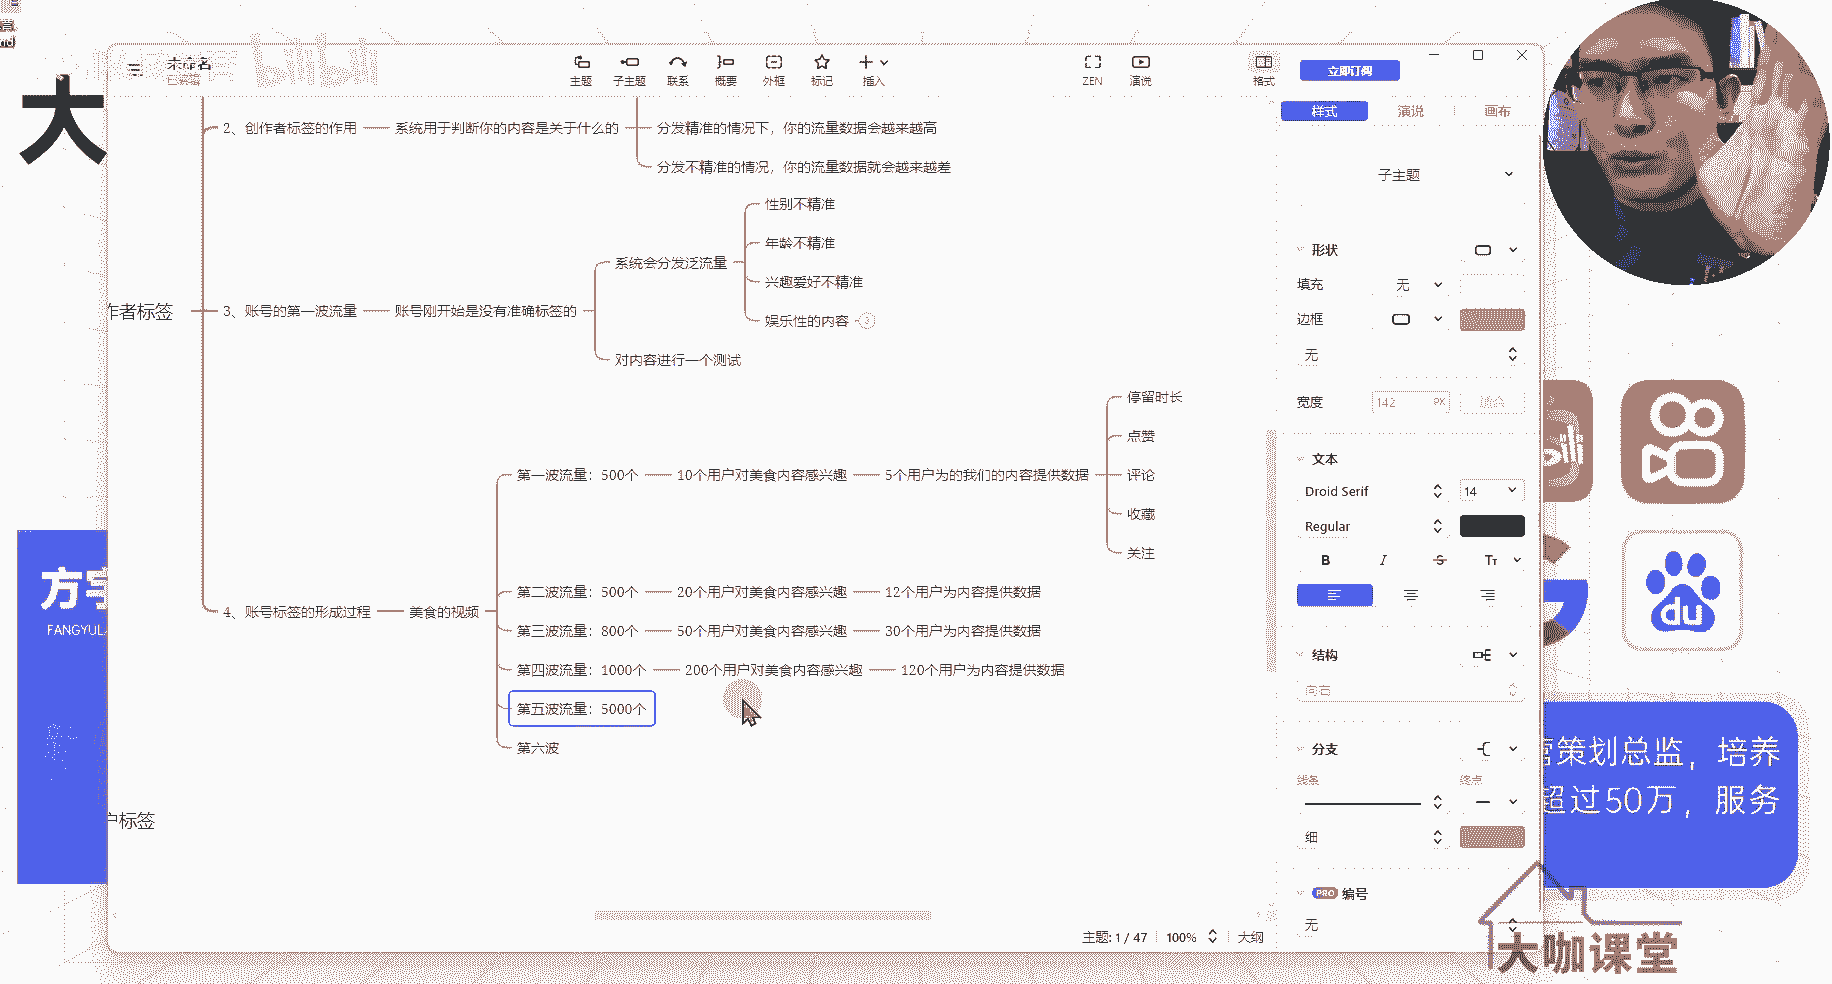 大
未命名
已编辑
bilibili
主题
子主题
联系
概要
外框
标记
插入
ZEN
演说
格式
立即订阅
样式
演说
画布
2、创作者标签的作用
系统用于判断你的内容是关于什么的
分发精准的情况下，你的流量数据会越来越高
分发不精准的情况，你的流量数据就会越来越差
作者标签
3、账号的第一波流量
账号刚开始是没有准确标签的
系统会分发泛流量
性别不精准
年龄不精准
兴趣爱好不精准
娱乐性的内容
3
对内容进行一个测试
4、账号标签的形成过程
美食的视频
第一波流量：500个
10个用户对美食内容感兴趣
5个用户为的我们的内容提供数据
停留时长
点赞
评论
收藏
关注
第二波流量：500个
20个用户对美食内容感兴趣
12个用户为内容提供数据
第三波流量：800个
50个用户对美食内容感兴趣
30个用户为内容提供数据
第四波流量：1000个
200个用户对美食内容感兴趣
120个用户为内容提供数据
第五波流量：5000个
第六波
户标签
子主题
形状
填充
无
边框
无
宽度
142
PX
适合
文本
Droid Serif
14
Regular
B
I
S
Tт
结构
向右
分支
线条
终点
细
PRO
编号
无
主题: 1 / 47
100%
大纲
方宇
FANGYUL
du
营策划总监，培养
超过50万，服务
大咖课堂